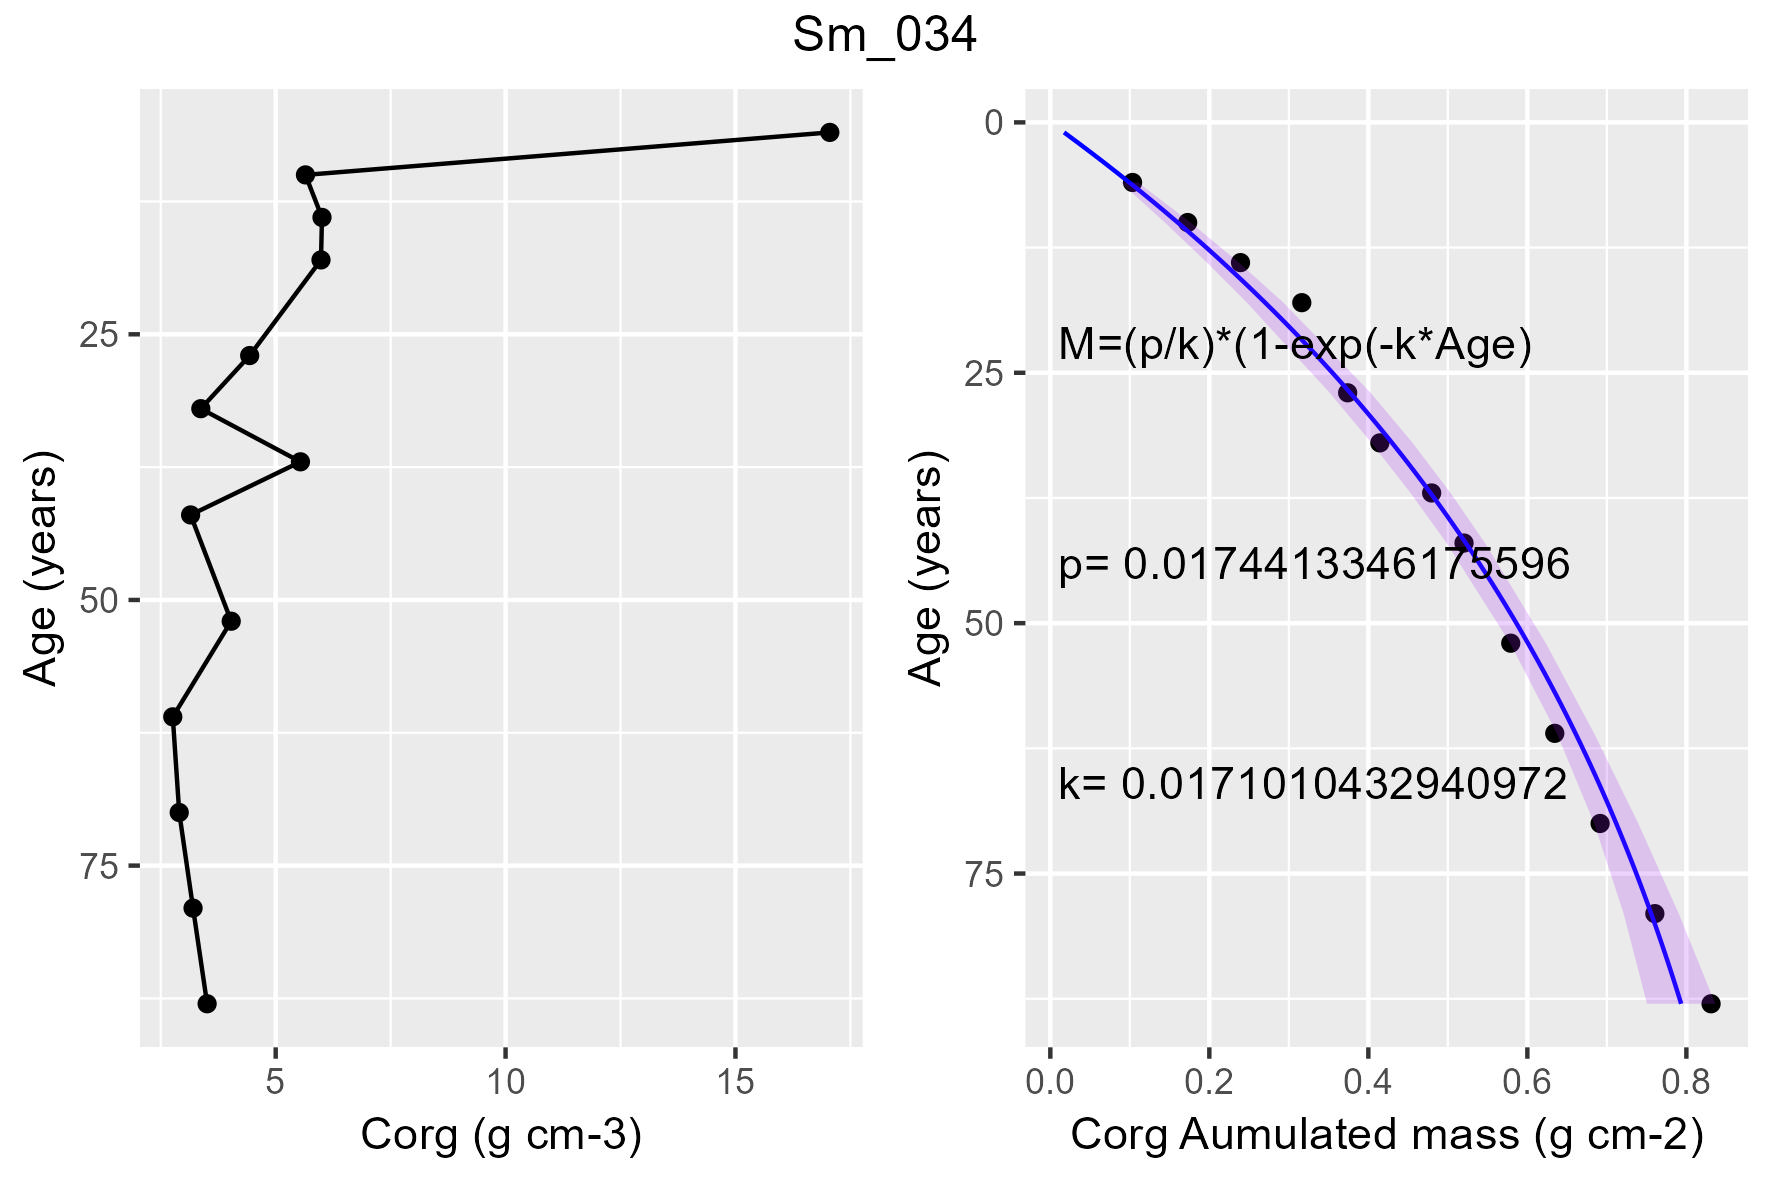 Sm_034
25
50
75
5
10
15
Age (years)
Corg (g cm-3)
0
25
50
75
0.0
0.2
0.4
0.6
0.8
Age (years)
Corg Aumulated mass (g cm-2)
M=(p/k)*(1-exp(-k*Age)
p= 0.0174413346175596
k= 0.0171010432940972